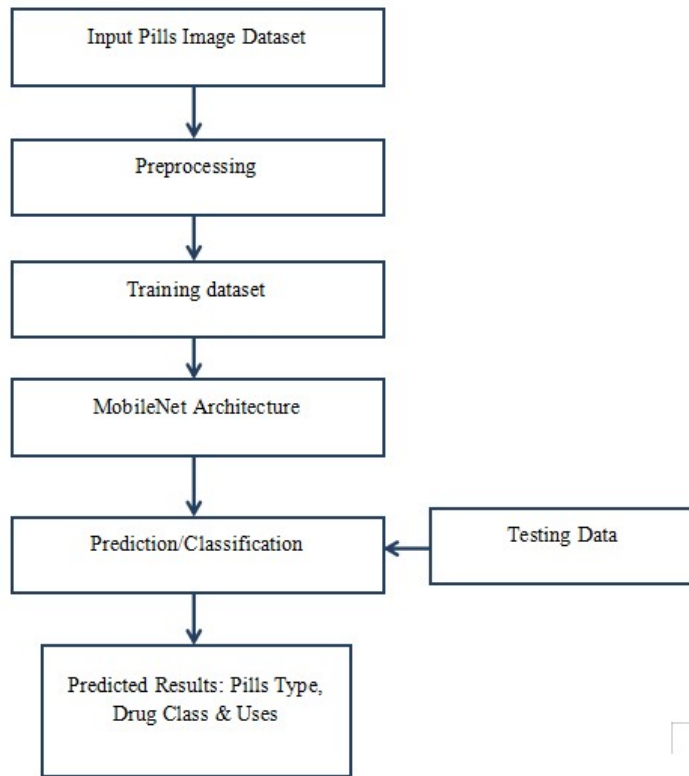 Input Pills Image Dataset
Preprocessing
Training dataset
MobileNet Architecture
Prediction/Classification
Testing Data
Predicted Results: Pills Type,
Drug Class & Uses